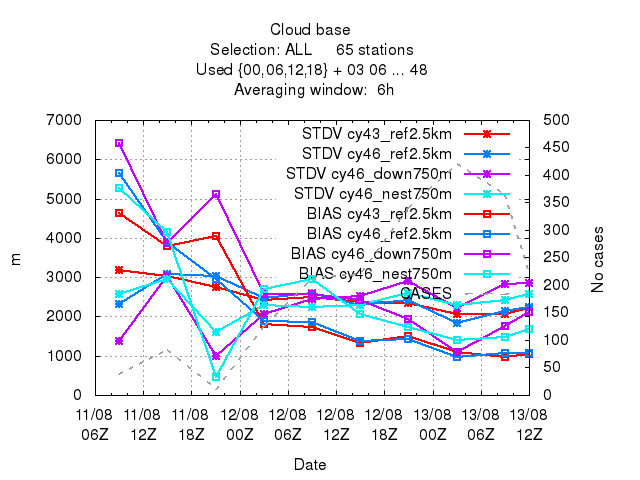 Cloud base
Selection: ALL 65 stations
Used {00,06,12,18} + 03 06 ... 48
Averaging window: 6h
7000
6000
5000
4000
3000
2000
1000
0
m
500
450
400
350
300
250
200
150
100
50
0
No cases
STDV cy43_ref2.5km
STDV cy46_ref2.5km
STDV cy46_down750m
STDV cy46_nest750m
BIAS cy43_ref2.5km
BIAS cy46_ref2.5km
BIAS cy46_down750m
BIAS cy46_nest750m
CASES
11/08 11/08 11/08 12/08 12/08 12/08 12/08 13/08 13/08 13/08
06Z 12Z 18Z 00Z 06Z 12Z 18Z 00Z 06Z 12Z
Date